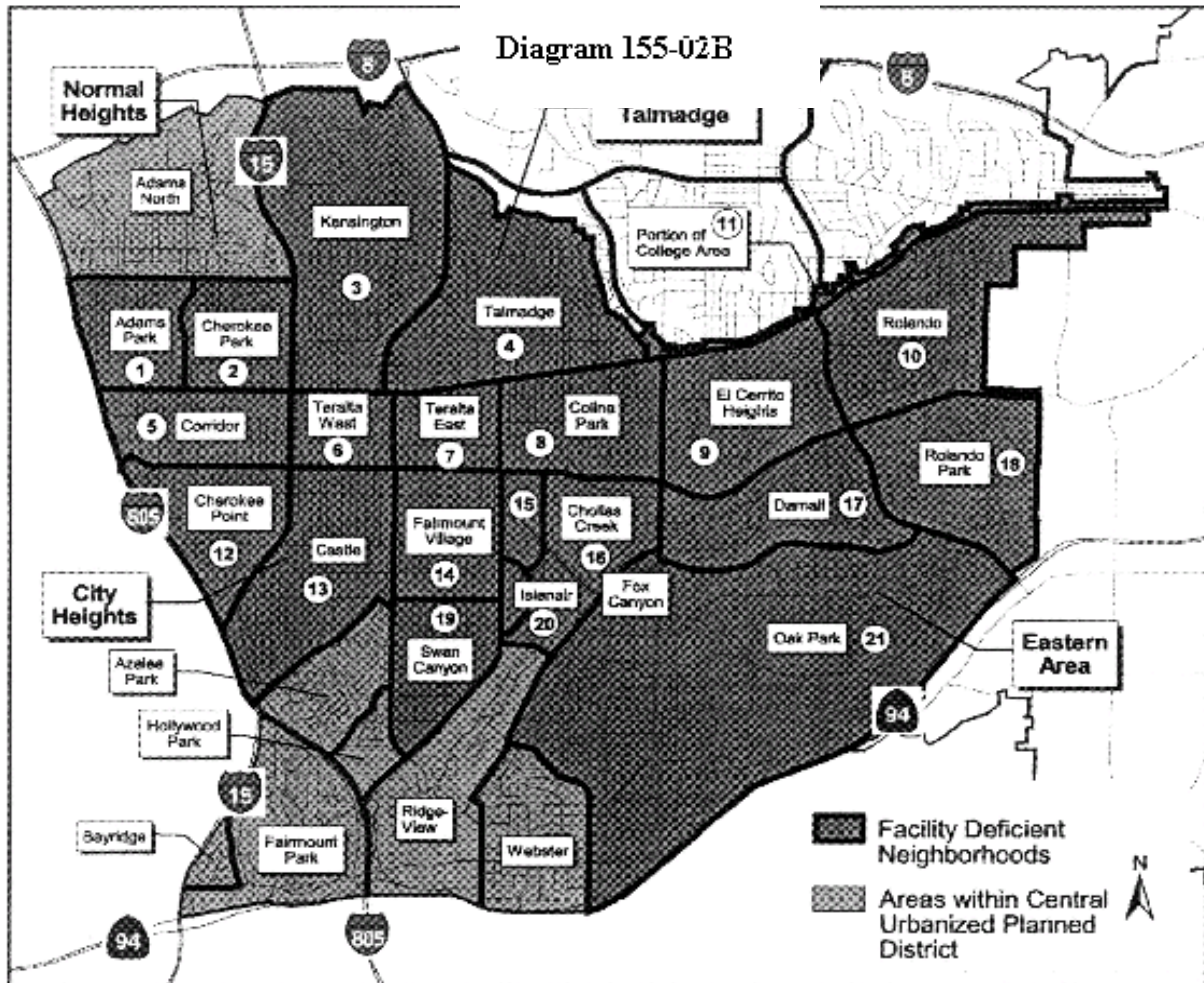 Diagram 155-02B
8
8
Normal
Heights
Talmadge
15
Adams
North
Kensington
11
Portion of
College Area
3
Talmadge
4
Adams
Park
1
Cherokee
Park
2
Rolando
10
El Cerrito
Heights
9
5
Corridor
Teralta
West
6
Teralta
East
7
Colina
Park
8
Rolando
Park
18
805
Cherokee
Point
12
Castle
13
Fairmount
Village
14
15
Chollas
Creek
16
Darnall
17
City
Heights
Islenair
20
Fox
Canyon
19
Swan
Canyon
Oak Park
21
Eastern
Area
Azalea
Park
Hollywood
Park
94
15
Bayridge
Fairmount
Park
Ridge-
View
Webster
94
805
Facility Deficient
Neighborhoods
Areas within Central
Urbanized Planned
District
N